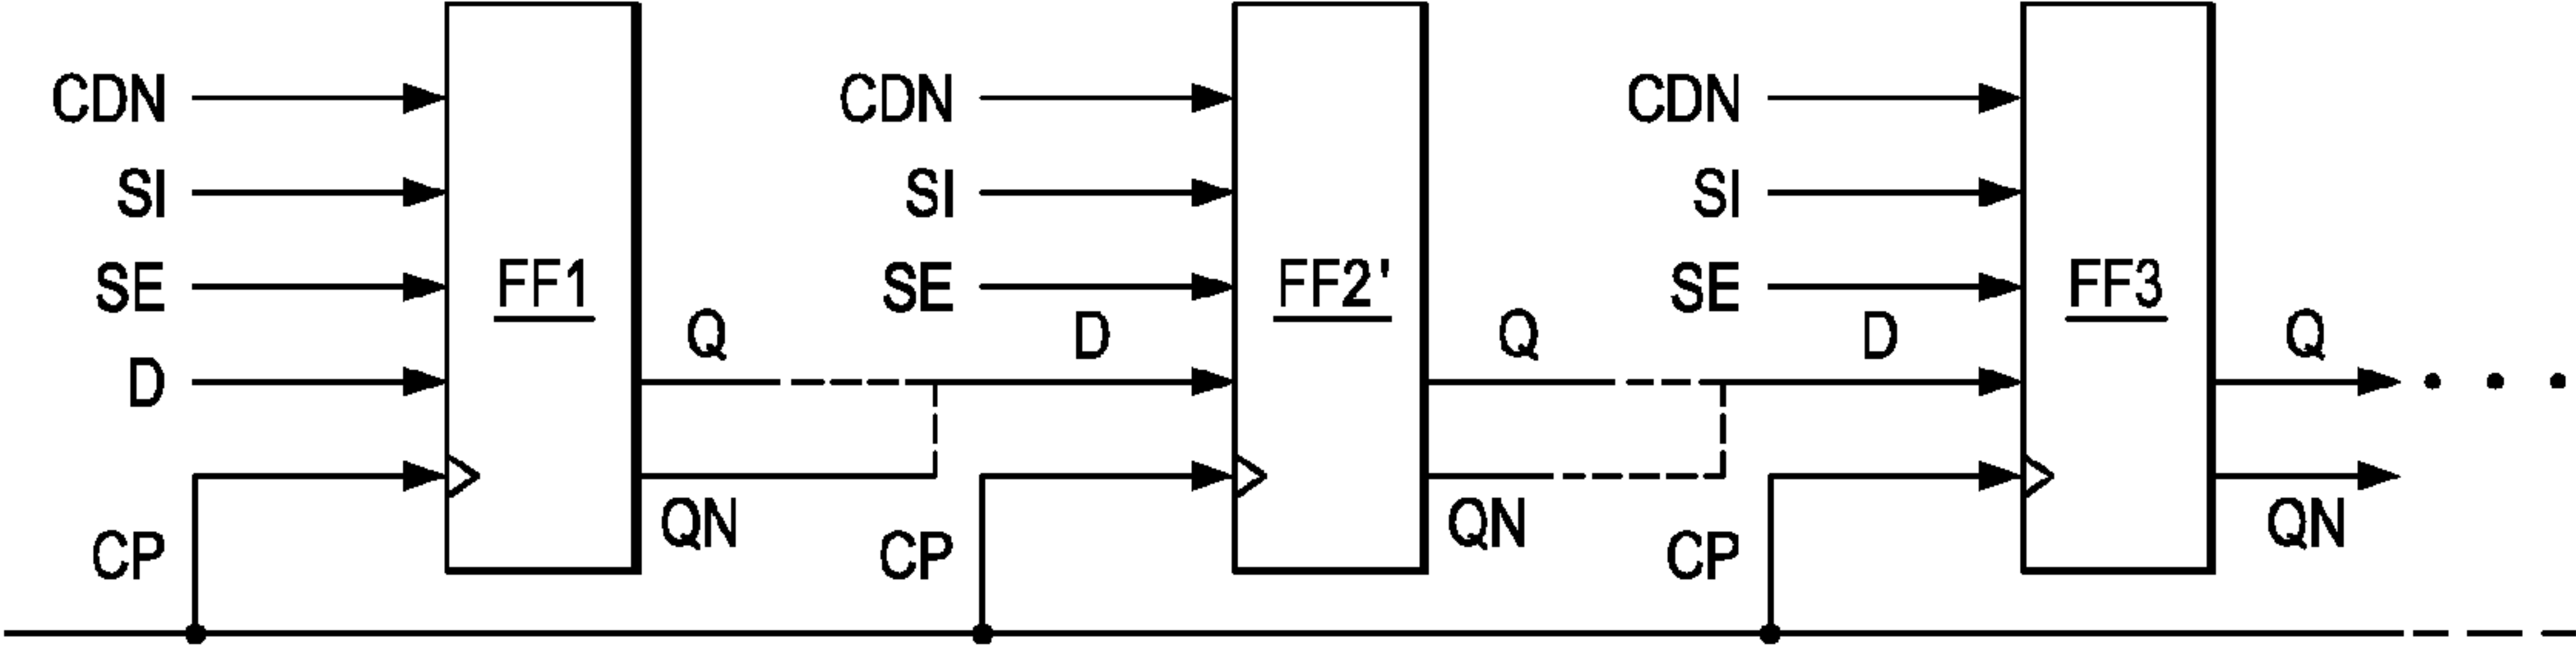 CDN
SI
SE
D
CP
FF1
Q
QN
CDN
SI
SE
D
CP
FF2'
Q
QN
CDN
SI
SE
D
CP
FF3
Q
QN